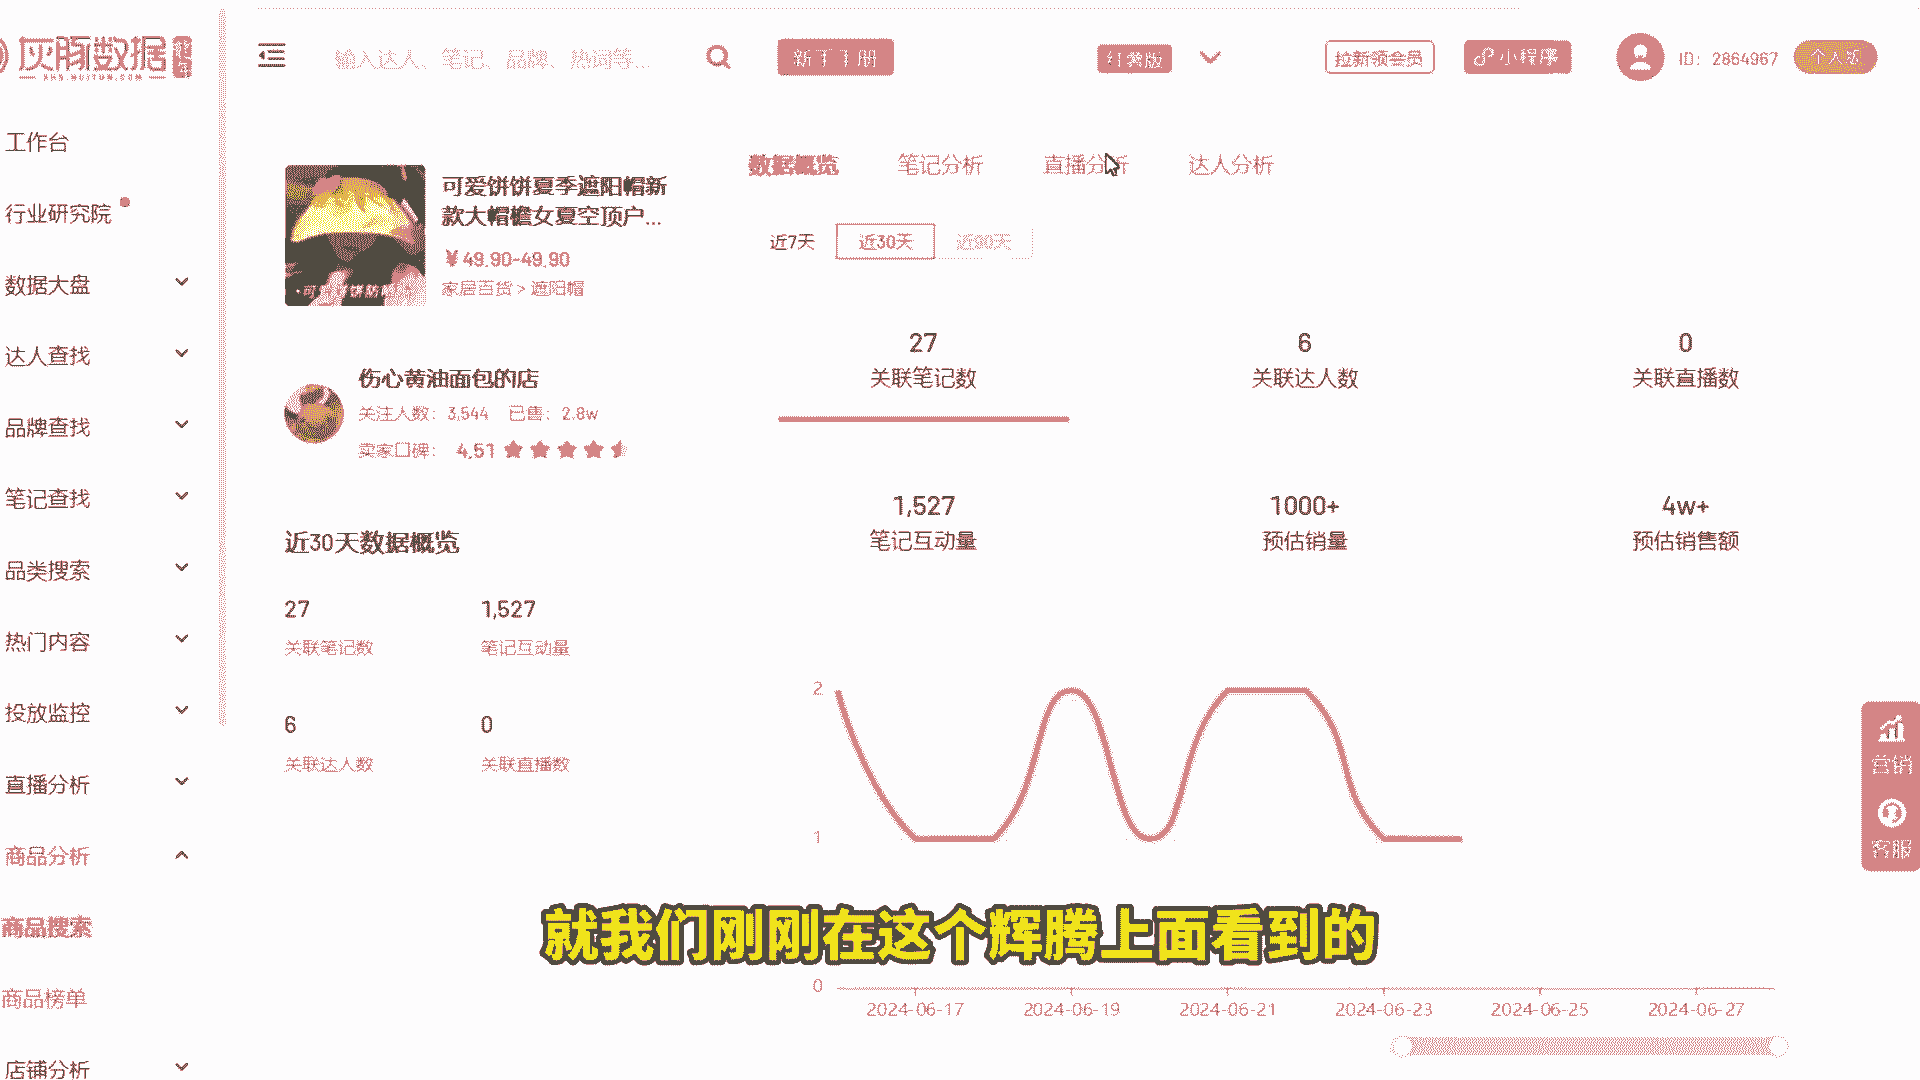 灰豚数据
XHS.HUITUN.COM
输入达人、笔记、品牌、热词等...
新手手册
红薯版
拉新领会员
小程序
ID: 2864967
个人版
工作台
行业研究院
数据大盘
达人查找
品牌查找
笔记查找
品类搜索
热门内容
投放监控
直播分析
商品分析
商品搜索
商品榜单
店铺分析
可爱饼饼夏季遮阳帽新
款大帽檐女夏空顶户...
¥49.90-49.90
家居百货 > 遮阳帽
伤心黄油面包的店
关注人数: 3,544 已售: 2.8w
卖家口碑: 4.51
近30天数据概览
27
关联笔记数
1,527
笔记互动量
6
关联达人数
0
关联直播数
数据概览 笔记分析 直播分析 达人分析
近7天 近30天 近90天
27
关联笔记数
6
关联达人数
0
关联直播数
1,527
笔记互动量
1000+
预估销量
4w+
预估销售额
2
1
0
2024-06-17 2024-06-19 2024-06-21 2024-06-23 2024-06-25 2024-06-27
营销
客服
就我们刚刚在这个辉腾上面看到的